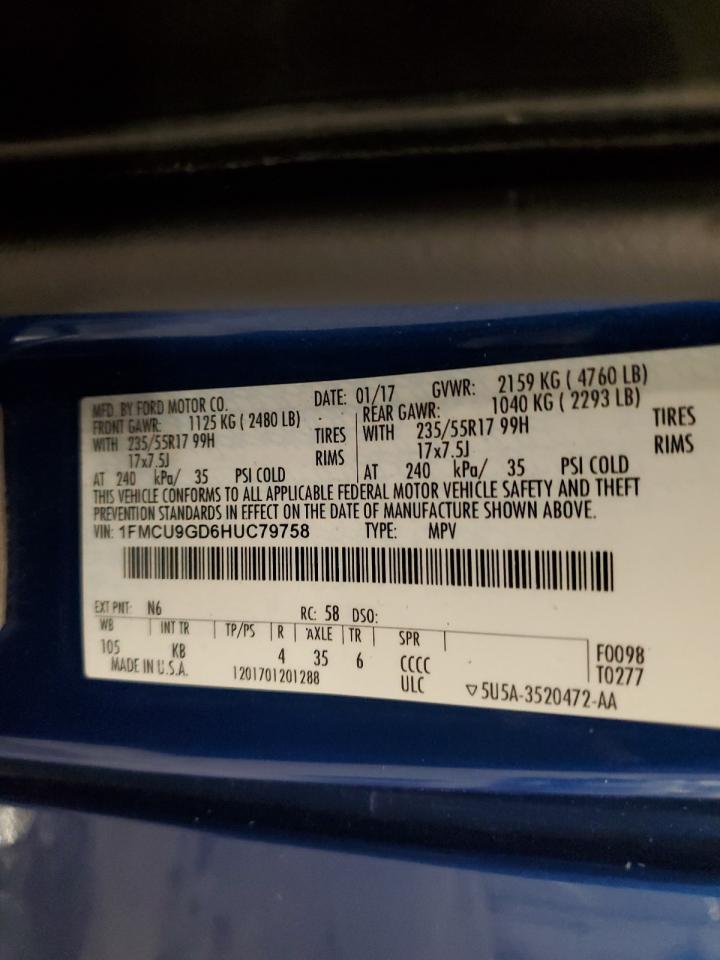 MFD. BY FORD MOTOR CO. DATE: 01/17 GVWR: 2159 KG ( 4760 LB)
FRONT GAWR: 1125 KG ( 2480 LB) REAR GAWR: 1040 KG ( 2293 LB)
WITH 235/55R17 99H TIRES WITH 235/55R17 99H TIRES
17x7.5J RIMS 17x7.5J RIMS
AT 240 kPa/ 35 PSI COLD AT 240 kPa/ 35 PSI COLD
THIS VEHICLE CONFORMS TO ALL APPLICABLE FEDERAL MOTOR VEHICLE SAFETY AND THEFT
PREVENTION STANDARDS IN EFFECT ON THE DATE OF MANUFACTURE SHOWN ABOVE.
VIN: 1FMCU9GD6HUC79758 TYPE: MPV
EXT PNT: N6 RC: 58 DSO:
WB INT TR TP/PS R AXLE TR SPR F0098
105 KB 4 35 6 CCCC T0277
MADE IN U.S.A. 1201701201288 ULC ▽5U5A-3520472-AA